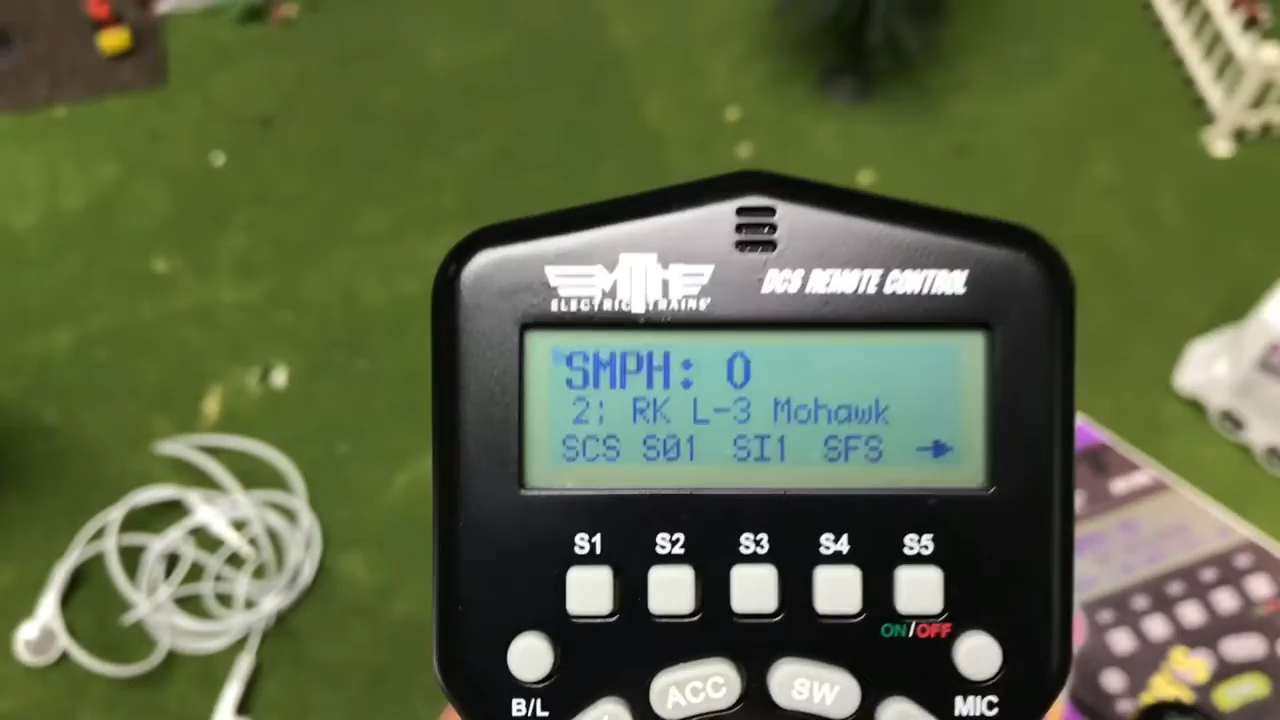 MTH
ELECTRIC TRAINS
DCS REMOTE CONTROL
SMPH: 0
2: RK L-3 Mohawk
SCS S01 SI1 SFS
S1 S2 S3 S4 S5
ON/OFF
B/L ACC SW MIC